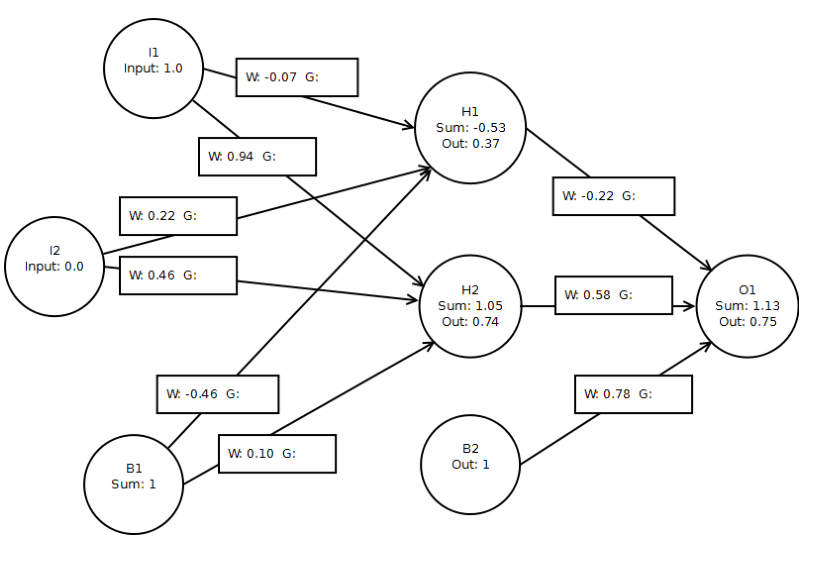 I1
Input: 1.0
W: -0.07  G:
H1
Sum: -0.53
Out: 0.37
W: 0.94  G:
W: -0.22  G:
W: 0.22  G:
I2
Input: 0.0
W: 0.46  G:
H2
Sum: 1.05
Out: 0.74
W: 0.58  G:
O1
Sum: 1.13
Out: 0.75
W: -0.46  G:
W: 0.78  G:
W: 0.10  G:
B1
Sum: 1
B2
Out: 1